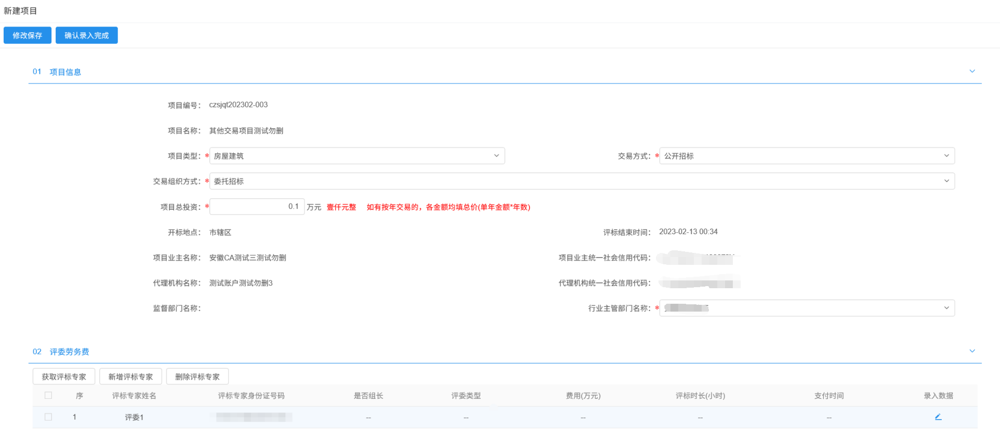 新建项目
修改保存 确认录入完成
01 项目信息
项目编号： czsjqt202302-003
项目名称： 其他交易项目测试勿删
项目类型：* 房屋建筑 交易方式：* 公开招标
交易组织方式：* 委托招标
项目总投资：* 0.1 万元 壹仟元整 如有按年交易的，各金额均填总价(单年金额*年数)
开标地点： 市辖区 评标结束时间： 2023-02-13 00:34
项目业主名称： 安徽CA测试三测试勿删 项目业主统一社会信用代码：
代理机构名称： 测试账户测试勿删3 代理机构统一社会信用代码：
监督部门名称： 行业主管部门名称：*
02 评委劳务费
获取评标专家 新增评标专家 删除评标专家
序 评标专家姓名 评标专家身份证号码 是否组长 评委类型 费用(万元) 评标时长(小时) 支付时间 录入数据
1 评委1 -- -- -- -- --